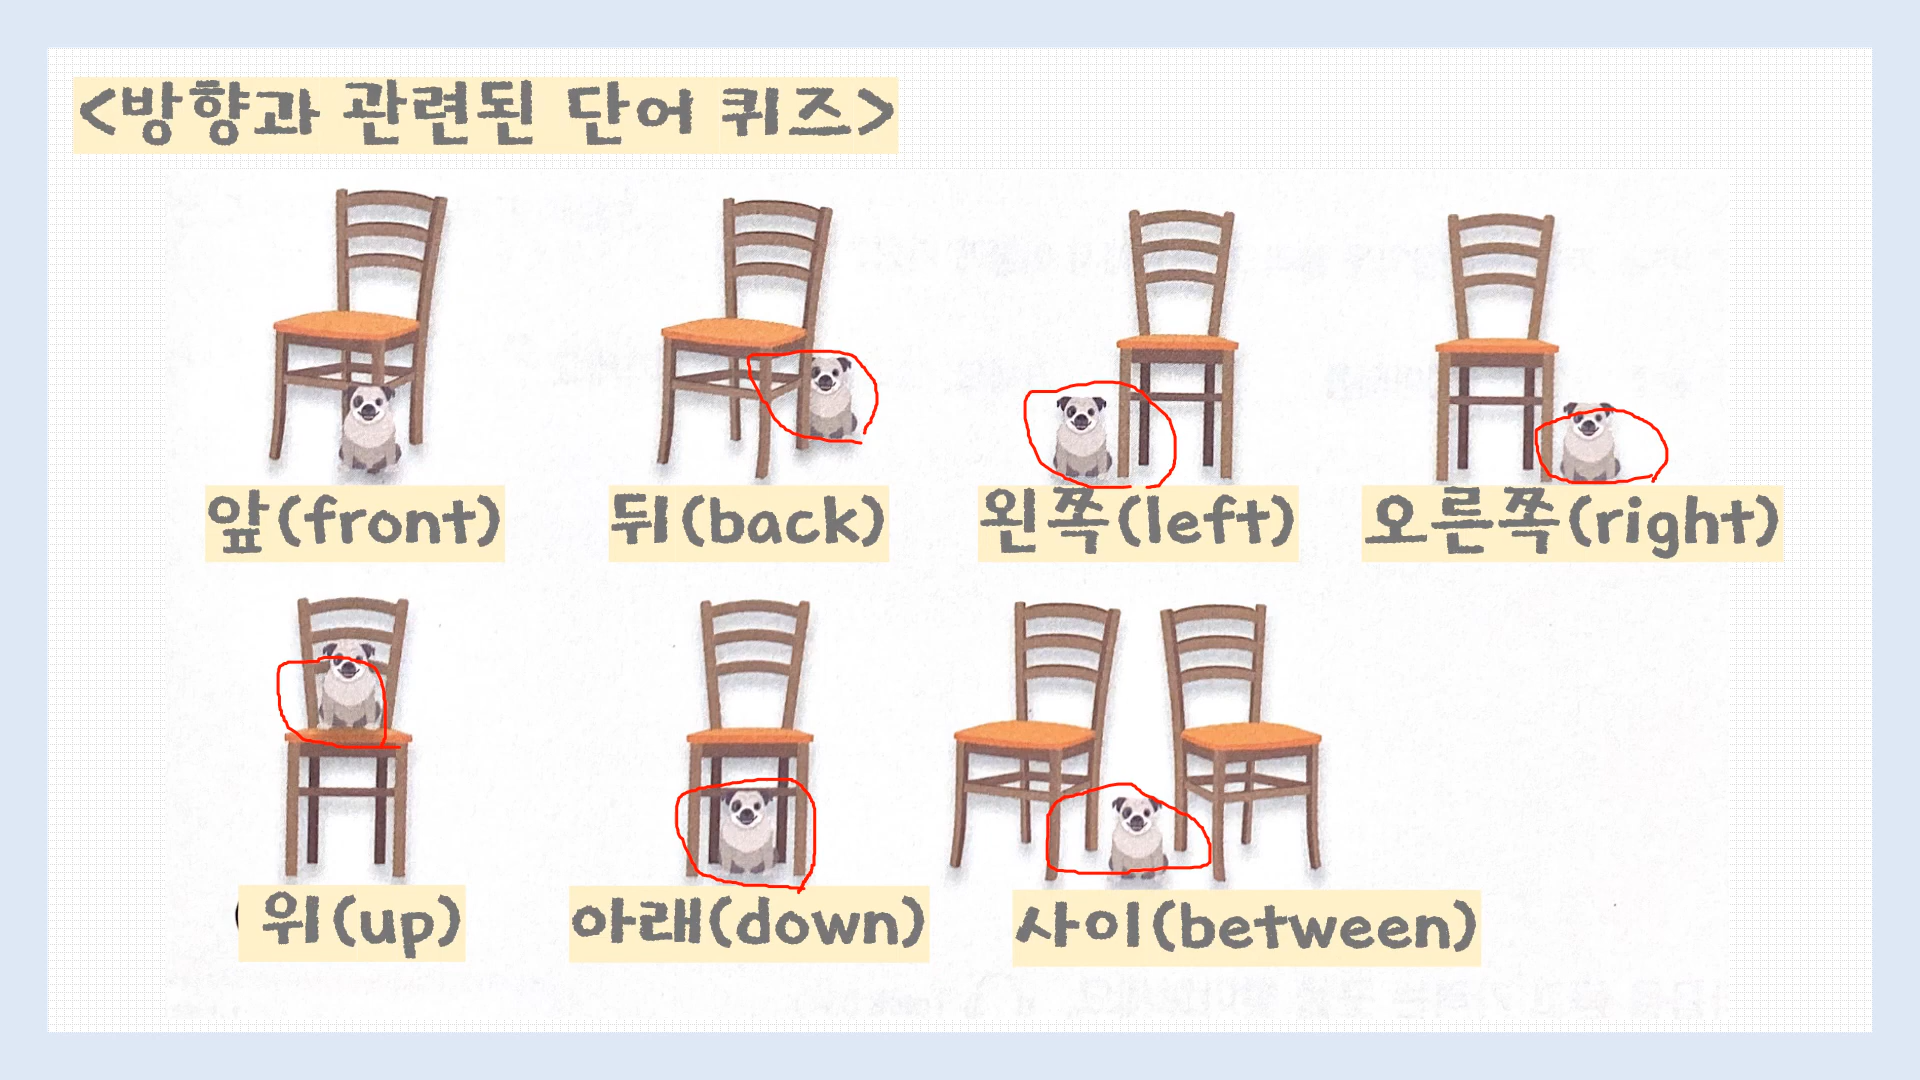 <방향과 관련된 단어 퀴즈>
앞(front) 뒤(back) 왼쪽(left) 오른쪽(right)
위(up) 아래(down) 사이(between)